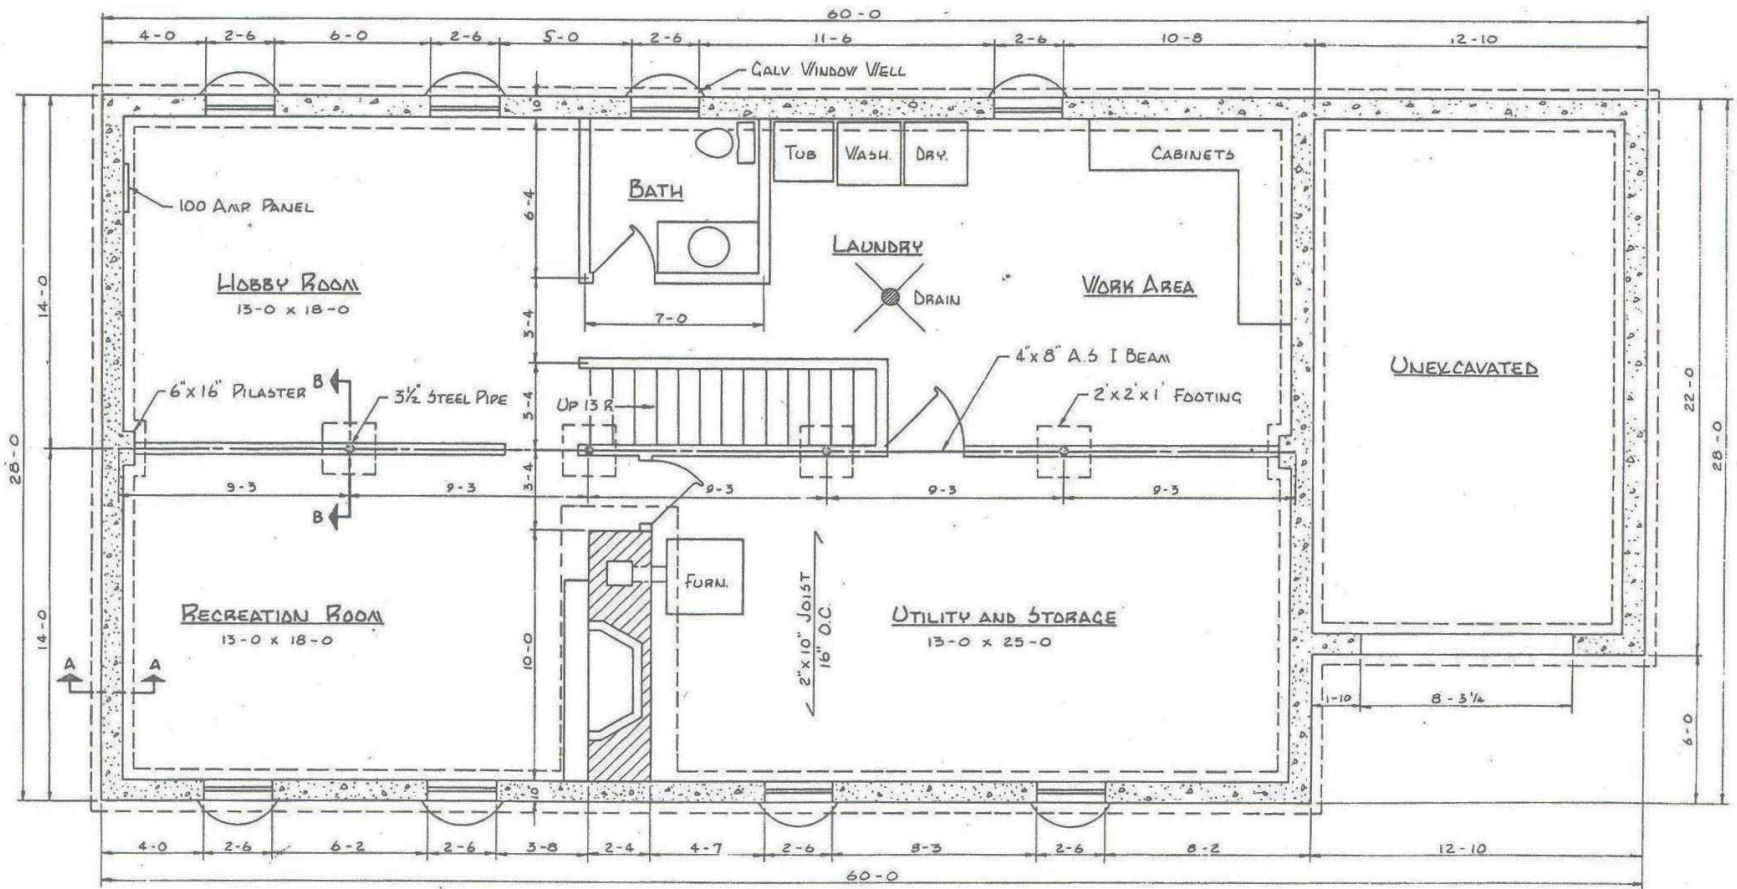 60-0
4-0 2-6 6-0 2-6 5-0 2-6 11-6 2-6 10-8 12-10
GALV. WINDOW WELL
10
TUB WASH. DRY. CABINETS
BATH
100 AMP PANEL
6-4
LAUNDRY
HOBBY ROOM
13-0 x 18-0
WORK AREA
DRAIN
14-0
7-0
3-4
4"x8" A.S I BEAM
UNEXCAVATED
B
6"x16" PILASTER
3½" STEEL PIPE
UP 13 R
3-4
2'x2'x1' FOOTING
22-0
28-0
28-0
3-4
9-3 9-3 9-3 9-3 9-3
B
FURN.
2"x10" JOIST
16" O.C.
RECREATION ROOM
13-0 x 18-0
UTILITY AND STORAGE
13-0 x 25-0
14-0
10-0
A A
1-10 8-3¼
6-0
10
4-0 2-6 6-2 2-6 3-8 2-4 4-7 2-6 8-3 2-6 8-2 12-10
60-0